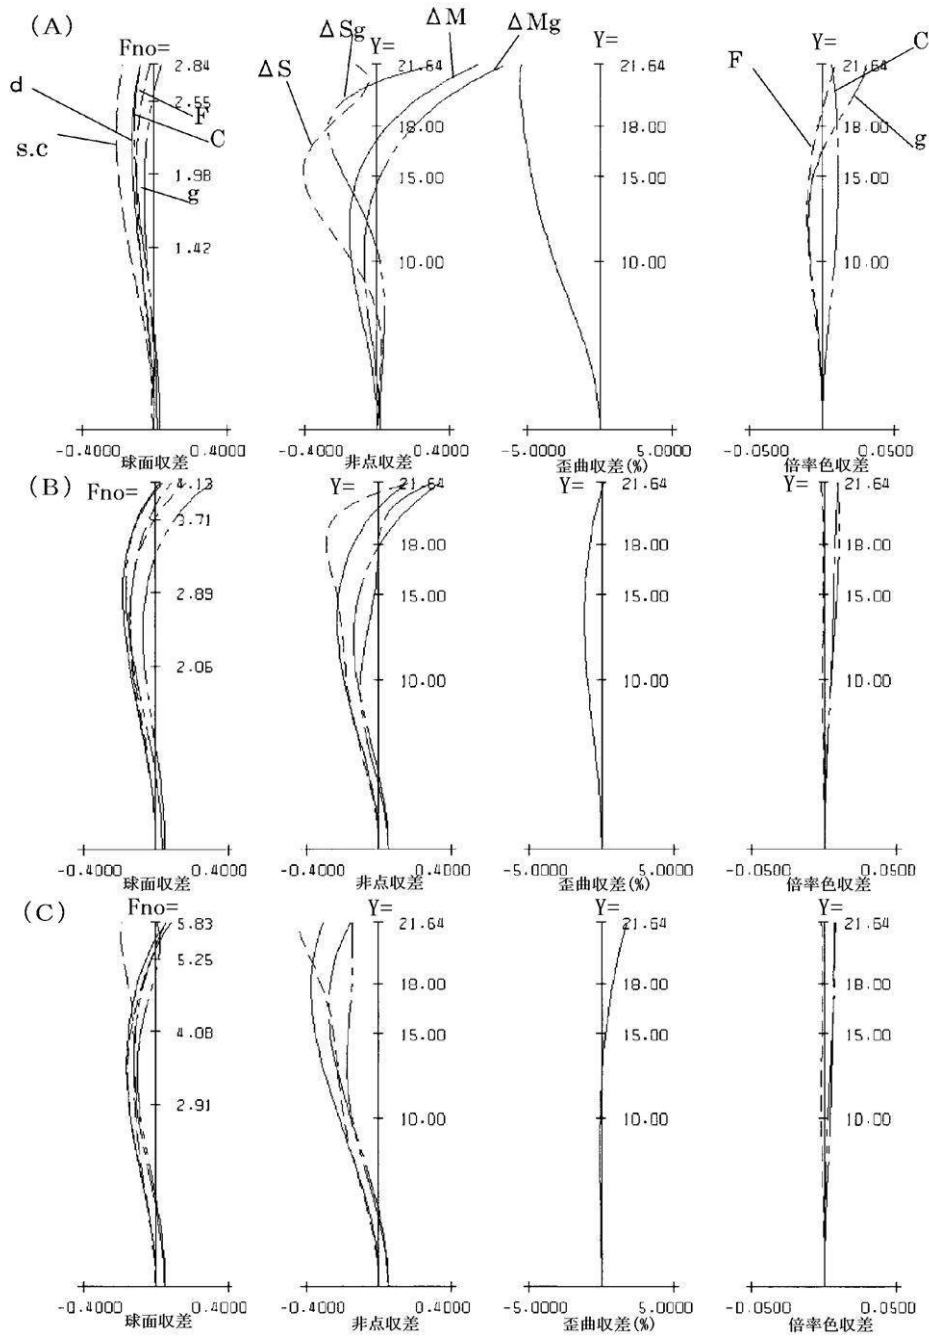 (A)
Fno=
2.84
2.55
1.98
1.42
d
s.c
F
C
g
-0.4000
0.4000
球面収差
ΔS
ΔSg
ΔM
ΔMg
Y=
21.64
18.00
15.00
10.00
-0.4000
0.4000
非点収差
Y=
21.64
18.00
15.00
10.00
-5.0000
5.0000
歪曲収差(%)
F
C
g
Y=
21.64
18.00
15.00
10.00
-0.0500
0.0500
倍率色収差
(B)
Fno=
4.13
3.71
2.89
2.06
-0.4000
0.4000
球面収差
Y=
21.64
18.00
15.00
10.00
-0.4000
0.4000
非点収差
Y=
21.64
18.00
15.00
10.00
-5.0000
5.0000
歪曲収差(%)
Y=
21.64
18.00
15.00
10.00
-0.0500
0.0500
倍率色収差
(C)
Fno=
5.83
5.25
4.08
2.91
-0.4000
0.4000
球面収差
Y=
21.64
18.00
15.00
10.00
-0.4000
0.4000
非点収差
Y=
21.64
18.00
15.00
10.00
-5.0000
5.0000
歪曲収差(%)
Y=
21.64
18.00
15.00
10.00
-0.0500
0.0500
倍率色収差